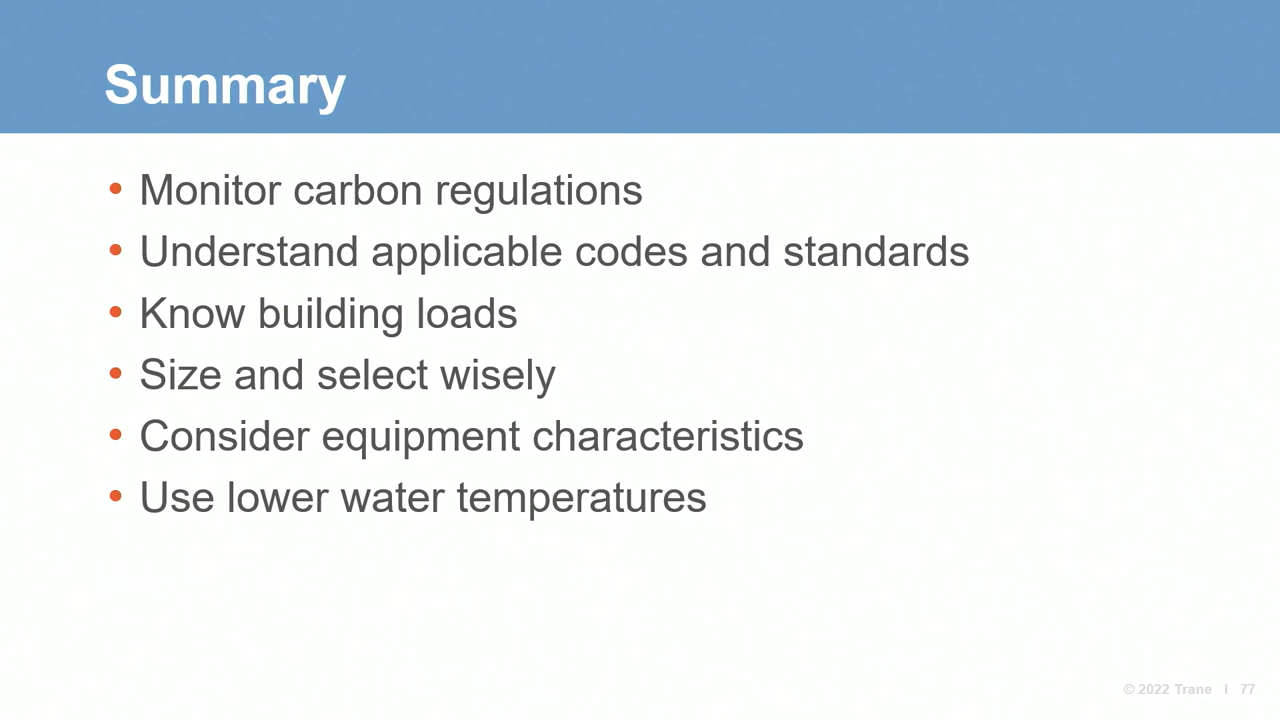 Summary
• Monitor carbon regulations
• Understand applicable codes and standards
• Know building loads
• Size and select wisely
• Consider equipment characteristics
• Use lower water temperatures
© 2022 Trane | 77